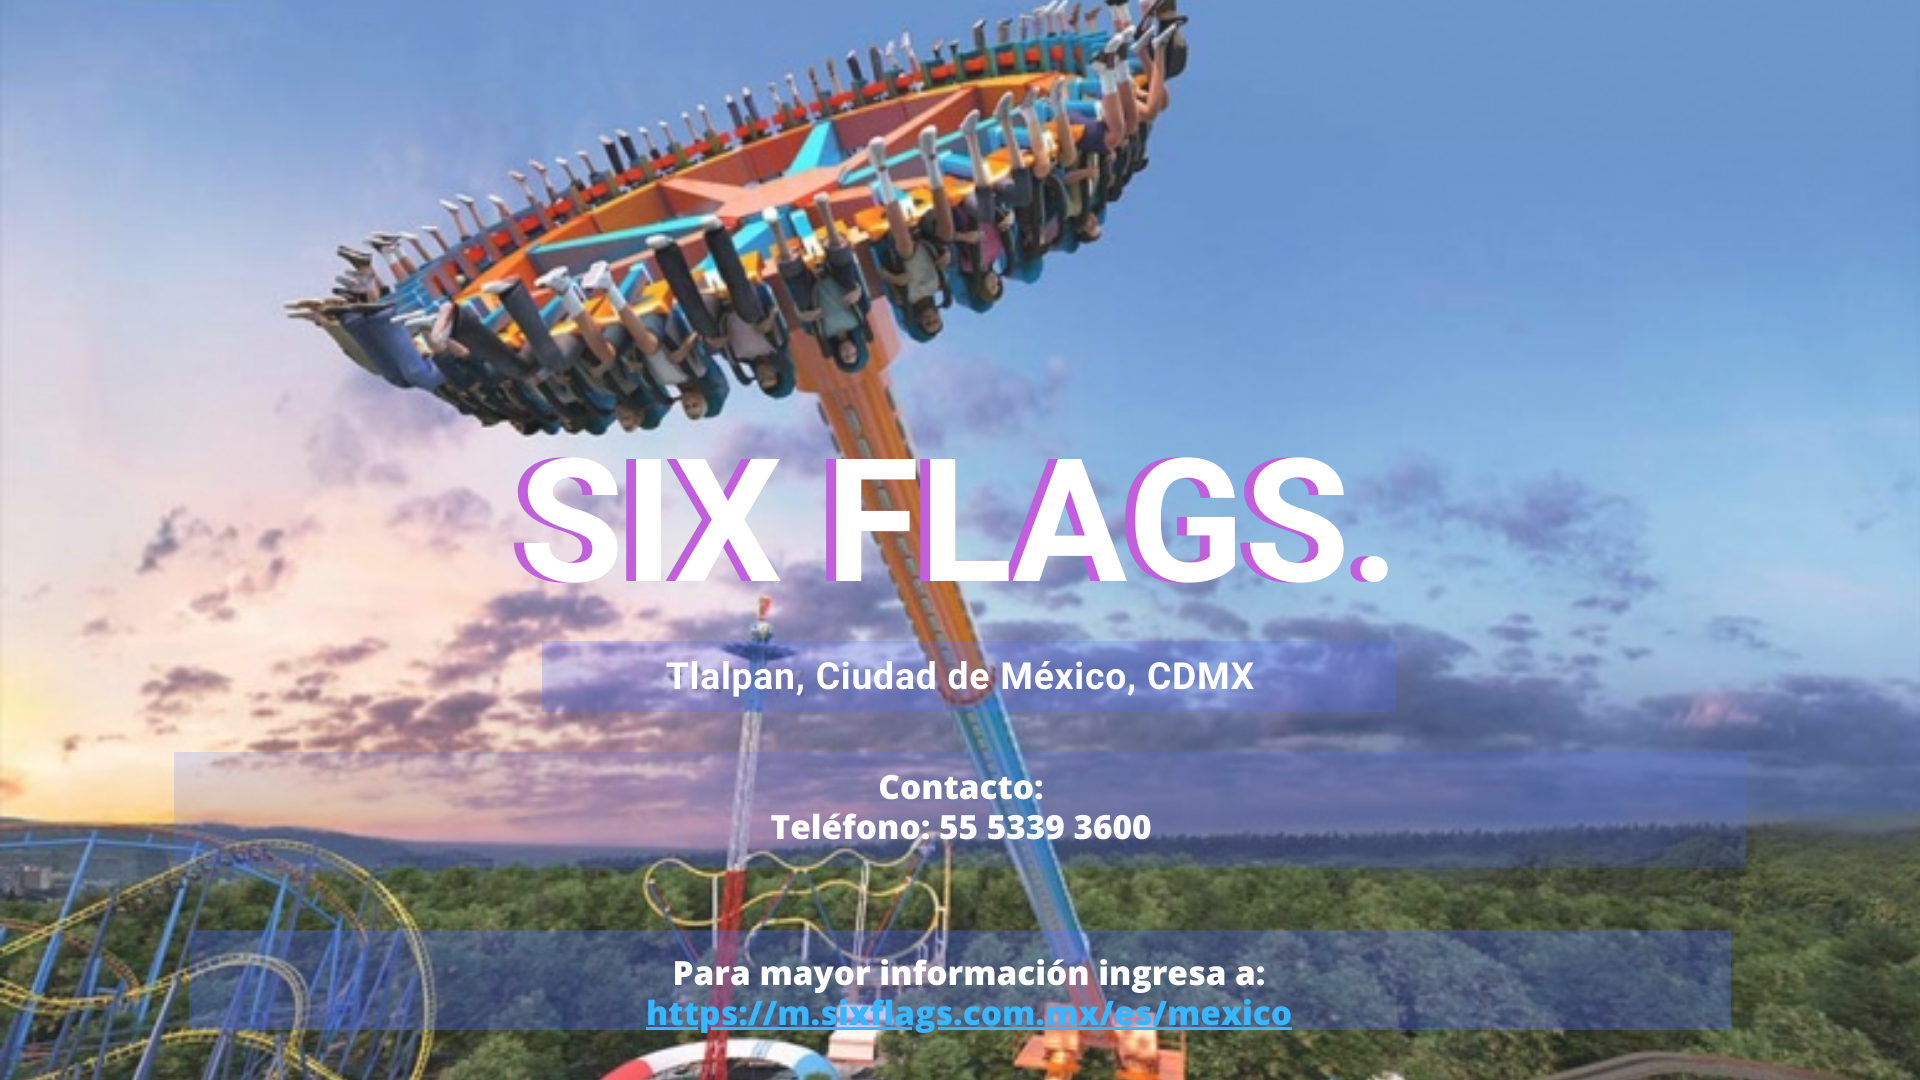 SIX FLAGS.
Tlalpan, Ciudad de México, CDMX
Contacto:
Teléfono: 55 5339 3600
Para mayor información ingresa a:
https://m.sixflags.com.mx/es/mexico